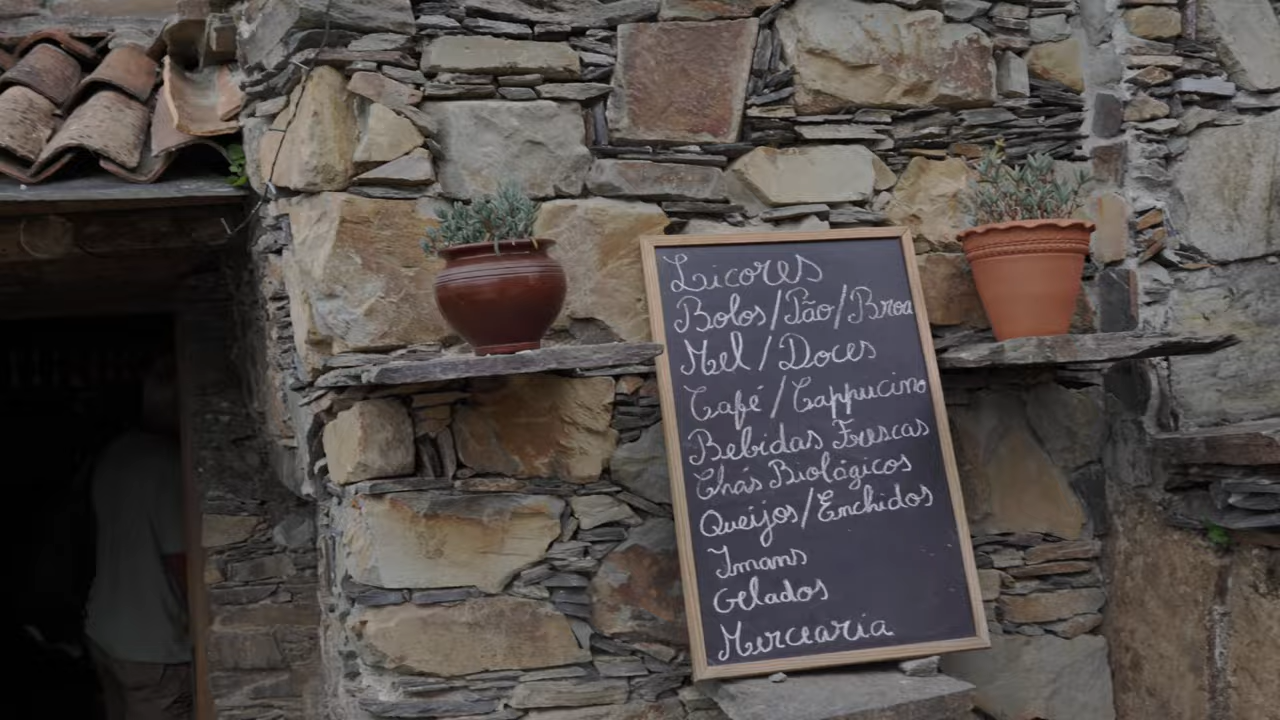 Licores
Bolos/Pão/Broa
Mel/Doces
Café/Cappucino
Bebidas Frescas
Chás Biológicos
Queijos/Enchidos
Imans
Gelados
Mercearia